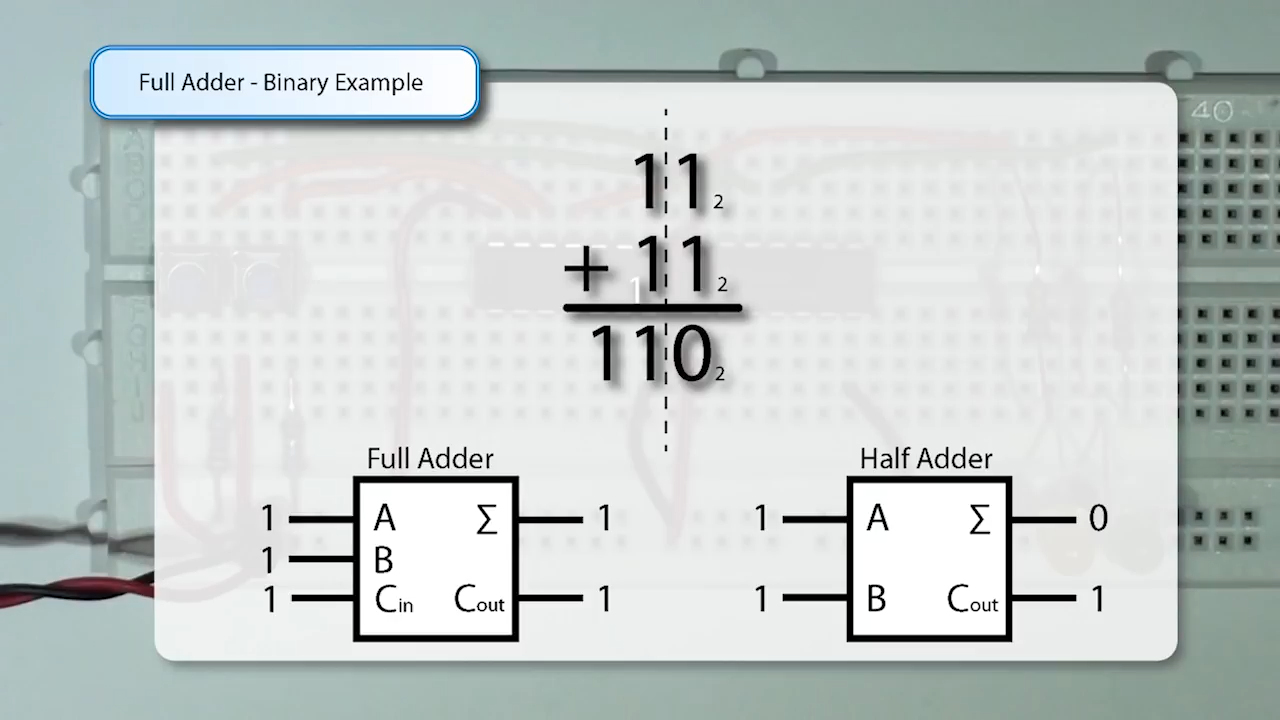 Full Adder - Binary Example
40
11₂
+ 11₂
1
110₂
Full Adder
Half Adder
1 A Σ 1
1 B
1 Cin Cout 1
1 A Σ 0
1 B Cout 1